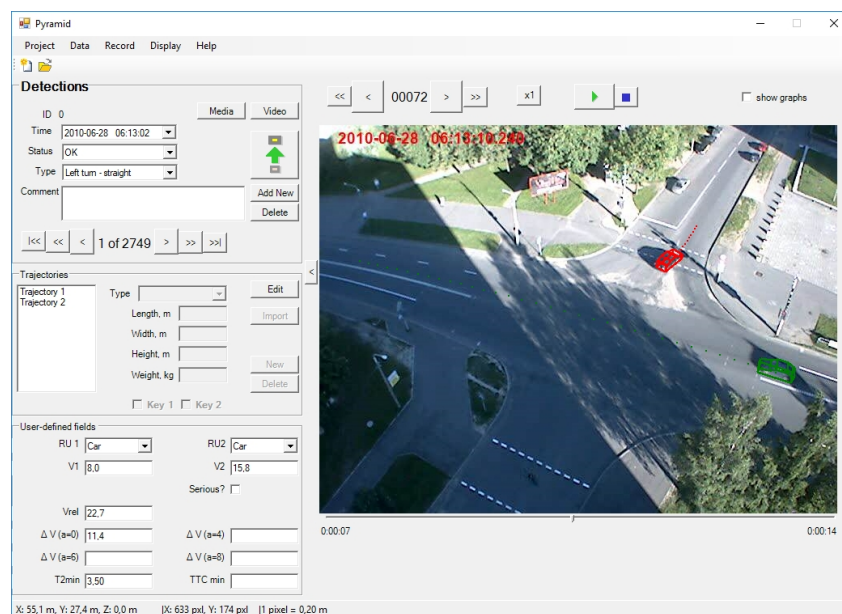 Pyramid
Project Data Record Display Help
Detections
ID 0 Media Video
Time 2010-06-28 06:13:02
Status OK
Type Left turn - straight
Comment Add New
Delete
|<< << < 1 of 2749 > >> >>|
Trajectories
Trajectory 1
Trajectory 2
Type Edit
Length, m Import
Width, m
Height, m New
Weight, kg Delete
Key 1 Key 2
User-defined fields
RU 1 Car RU2 Car
V1 8,0 V2 15,8
Serious?
Vrel 22,7
Δ V (a=0) 11,4 Δ V (a=4)
Δ V (a=6) Δ V (a=8)
T2min 3,50 TTC min
<< < 00072 > >> x1 show graphs
<
2010-06-28 06:13:10.240
0:00:07 0:00:14
X: 55,1 m, Y: 27,4 m, Z: 0,0 m |X: 633 pxl, Y: 174 pxl |1 pixel = 0,20 m